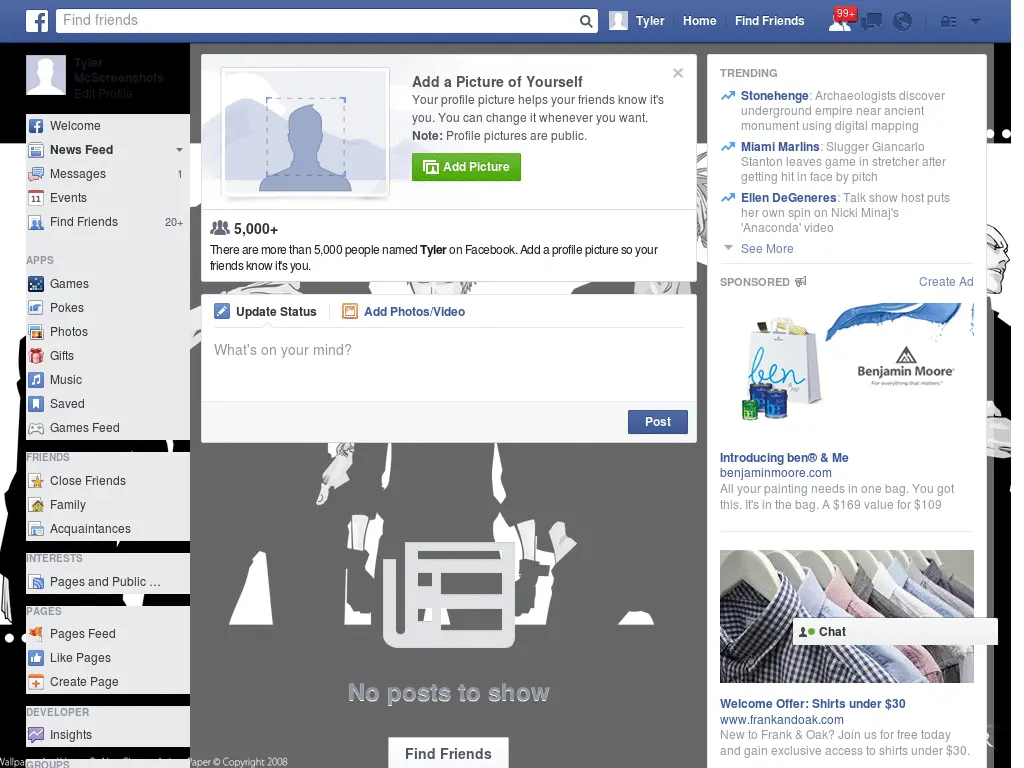 Find friends
Tyler
Home
Find Friends
99+
Tyler
McScreenshots
Edit Profile
Welcome
News Feed
Messages
1
Events
Find Friends
20+
APPS
Games
Pokes
Photos
Gifts
Music
Saved
Games Feed
FRIENDS
Close Friends
Family
Acquaintances
INTERESTS
Pages and Public ...
PAGES
Pages Feed
Like Pages
Create Page
DEVELOPER
Insights
GROUPS
Add a Picture of Yourself
Your profile picture helps your friends know it's
you. You can change it whenever you want.
Note: Profile pictures are public.
Add Picture
5,000+
There are more than 5,000 people named Tyler on Facebook. Add a profile picture so your
friends know it's you.
Update Status
Add Photos/Video
What's on your mind?
Post
No posts to show
Find Friends
Paper © Copyright 2008
TRENDING
Stonehenge: Archaeologists discover
underground empire near ancient
monument using digital mapping
Miami Marlins: Slugger Giancarlo
Stanton leaves game in stretcher after
getting hit in face by pitch
Ellen DeGeneres: Talk show host puts
her own spin on Nicki Minaj's
'Anaconda' video
See More
SPONSORED
Create Ad
ben
Benjamin Moore
For everything that matters.
Introducing ben® & Me
benjaminmoore.com
All your painting needs in one bag. You got
this. It's in the bag. A $169 value for $109
Chat
Welcome Offer: Shirts under $30
www.frankandoak.com
New to Frank & Oak? Join us for free today
and gain exclusive access to shirts under $30.